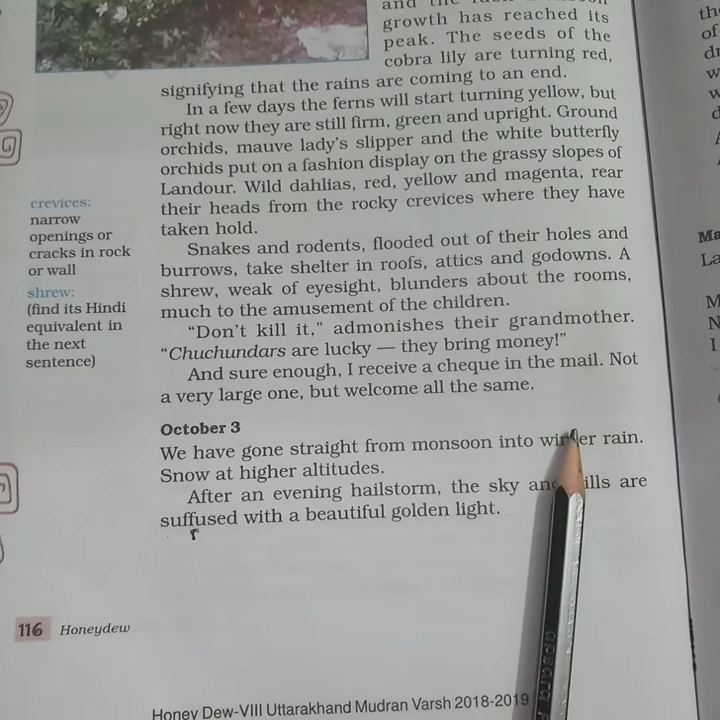 growth has reached its
peak. The seeds of the
cobra lily are turning red,
signifying that the rains are coming to an end.
In a few days the ferns will start turning yellow, but
right now they are still firm, green and upright. Ground
orchids, mauve lady's slipper and the white butterfly
orchids put on a fashion display on the grassy slopes of
Landour. Wild dahlias, red, yellow and magenta, rear
their heads from the rocky crevices where they have
taken hold.
Snakes and rodents, flooded out of their holes and
burrows, take shelter in roofs, attics and godowns. A
shrew, weak of eyesight, blunders about the rooms,
much to the amusement of the children.
“Don't kill it,” admonishes their grandmother.
“Chuchundars are lucky — they bring money!”
And sure enough, I receive a cheque in the mail. Not
a very large one, but welcome all the same.
October 3
We have gone straight from monsoon into winter rain.
Snow at higher altitudes.
After an evening hailstorm, the sky and hills are
suffused with a beautiful golden light.
crevices:
narrow
openings or
cracks in rock
or wall
shrew:
(find its Hindi
equivalent in
the next
sentence)
116 Honeydew
Honey Dew-VIII Uttarakhand Mudran Varsh 2018-2019